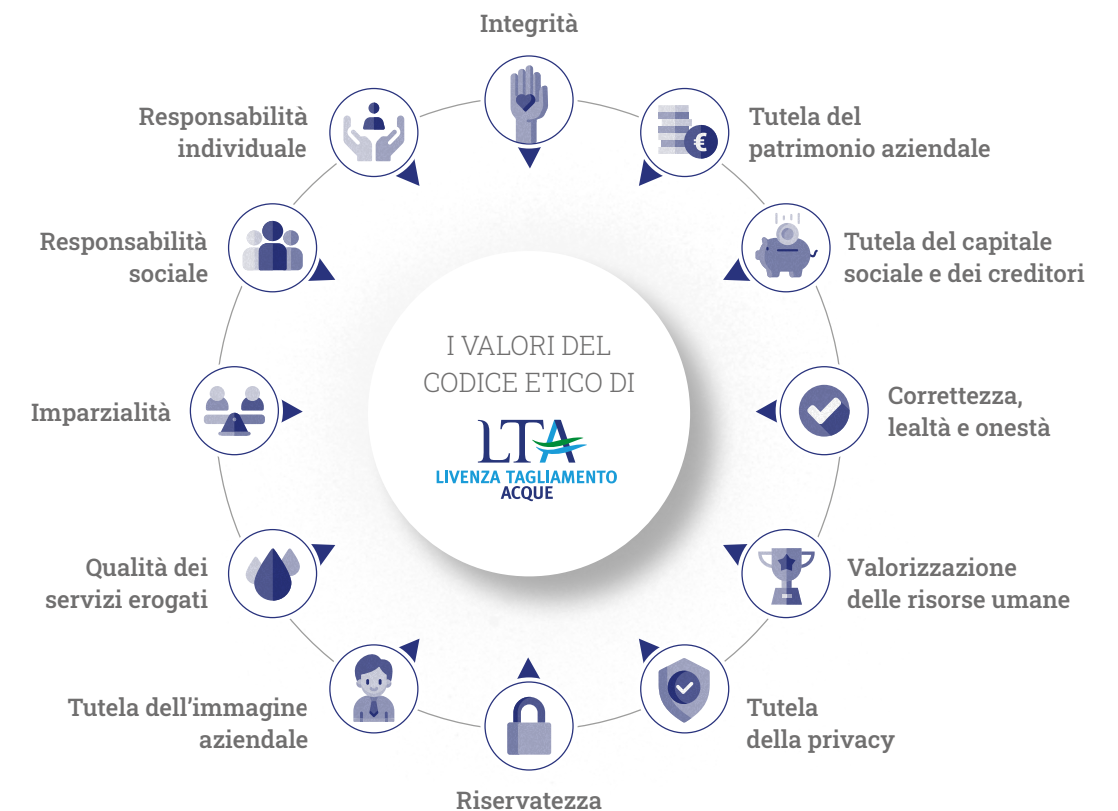 Integrità
Tutela del
patrimonio aziendale
Tutela del capitale
sociale e dei creditori
Correttezza,
lealtà e onestà
Valorizzazione
delle risorse umane
Tutela
della privacy
Riservatezza
Tutela dell'immagine
aziendale
Qualità dei
servizi erogati
Imparzialità
Responsabilità
sociale
Responsabilità
individuale
I VALORI DEL
CODICE ETICO DI
LTA
LIVENZA TAGLIAMENTO
ACQUE
€